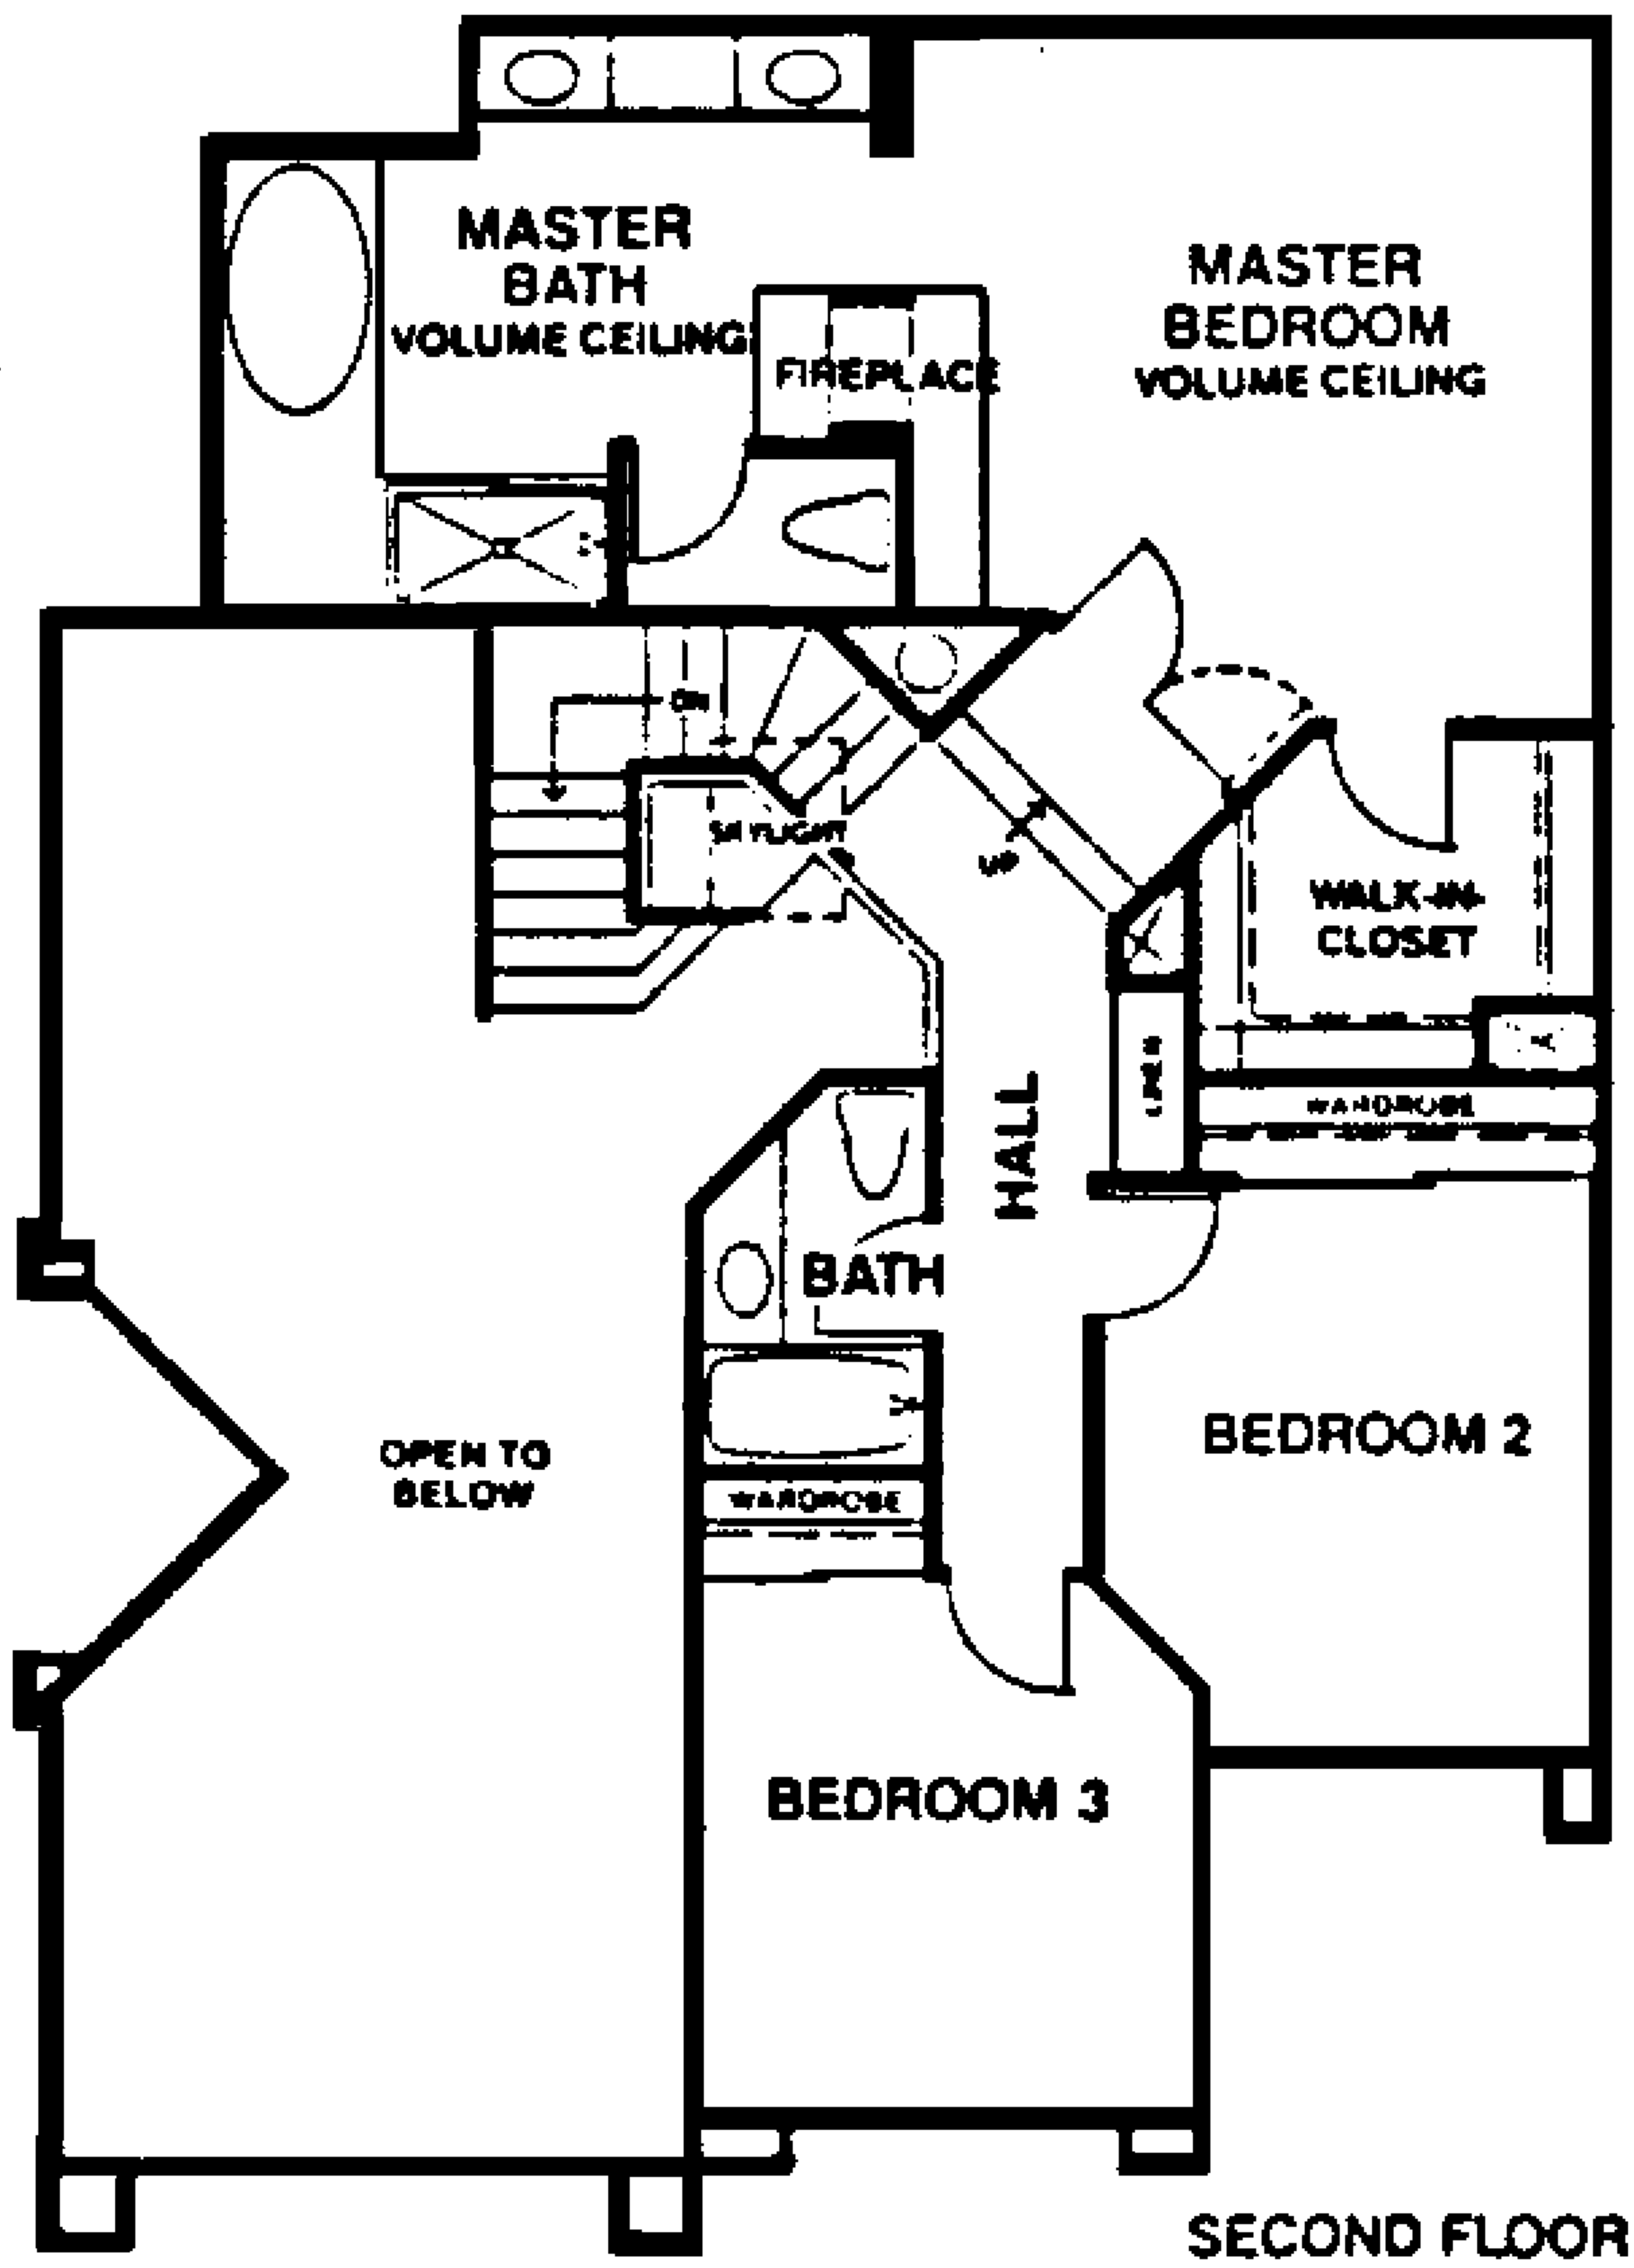 MASTER
BATH
VOLUME CEILING
MASTER
BEDROOM
VOLUME CEILING
FIREPLACE
DN
SKYLIGHT
WALK-IN
CLOSET
LINEN
WARDROBE
HALL
BATH
BEDROOM 2
OPEN TO
BELOW
WARDROBE
BEDROOM 3
SECOND FLOOR